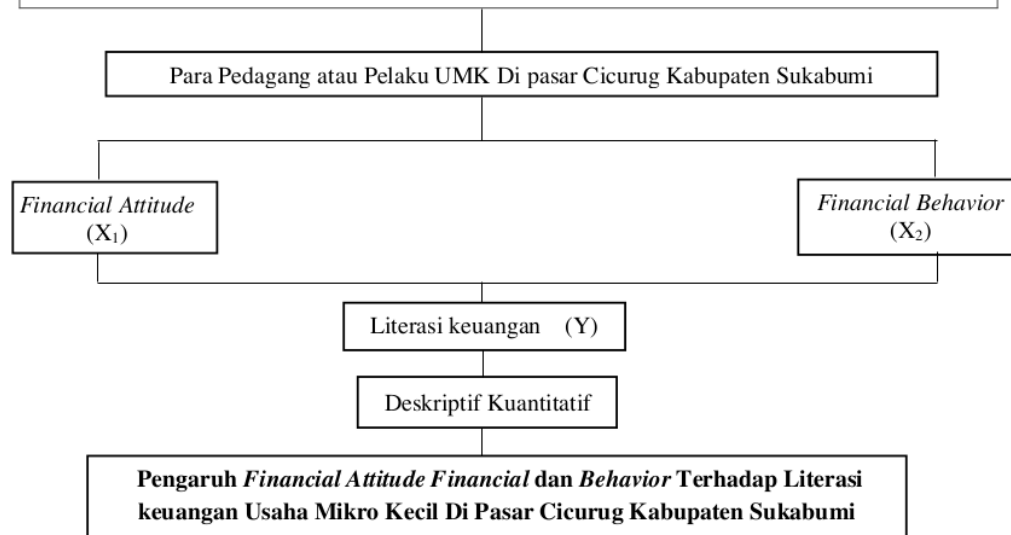 Para Pedagang atau Pelaku UMK Di pasar Cicurug Kabupaten Sukabumi
Financial Attitude
(X₁)
Financial Behavior
(X₂)
Literasi keuangan (Y)
Deskriptif Kuantitatif
Pengaruh Financial Attitude Financial dan Behavior Terhadap Literasi
keuangan Usaha Mikro Kecil Di Pasar Cicurug Kabupaten Sukabumi